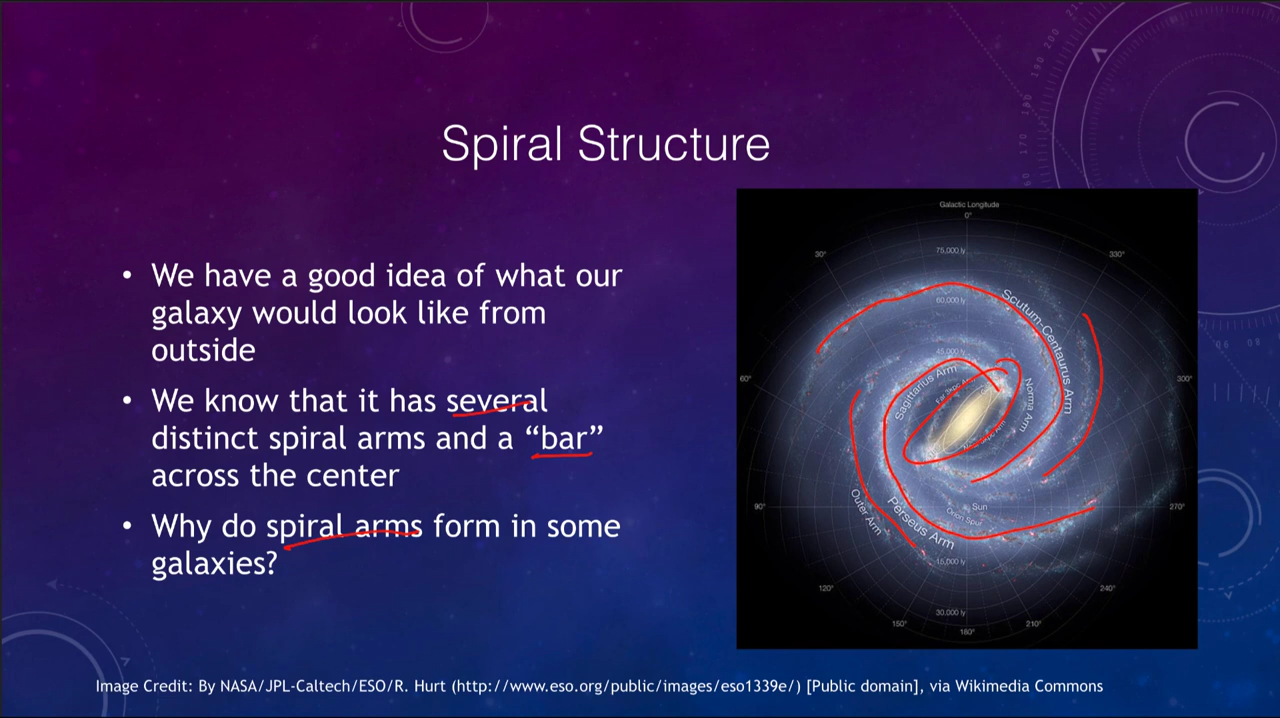 Spiral Structure
• We have a good idea of what our
galaxy would look like from
outside
• We know that it has several
distinct spiral arms and a “bar”
across the center
• Why do spiral arms form in some
galaxies?
Galactic Longitude
0°
30°
330°
75,000 ly
60,000 ly
Scutum-Centaurus Arm
45,000 ly
60°
300°
Sagittarius Arm
Norma Arm
90°
270°
Sun
Orion Spur
Outer Arm
Perseus Arm
15,000 ly
120°
240°
30,000 ly
150°
210°
180°
Image Credit: By NASA/JPL-Caltech/ESO/R. Hurt (http://www.eso.org/public/images/eso1339e/) [Public domain], via Wikimedia Commons